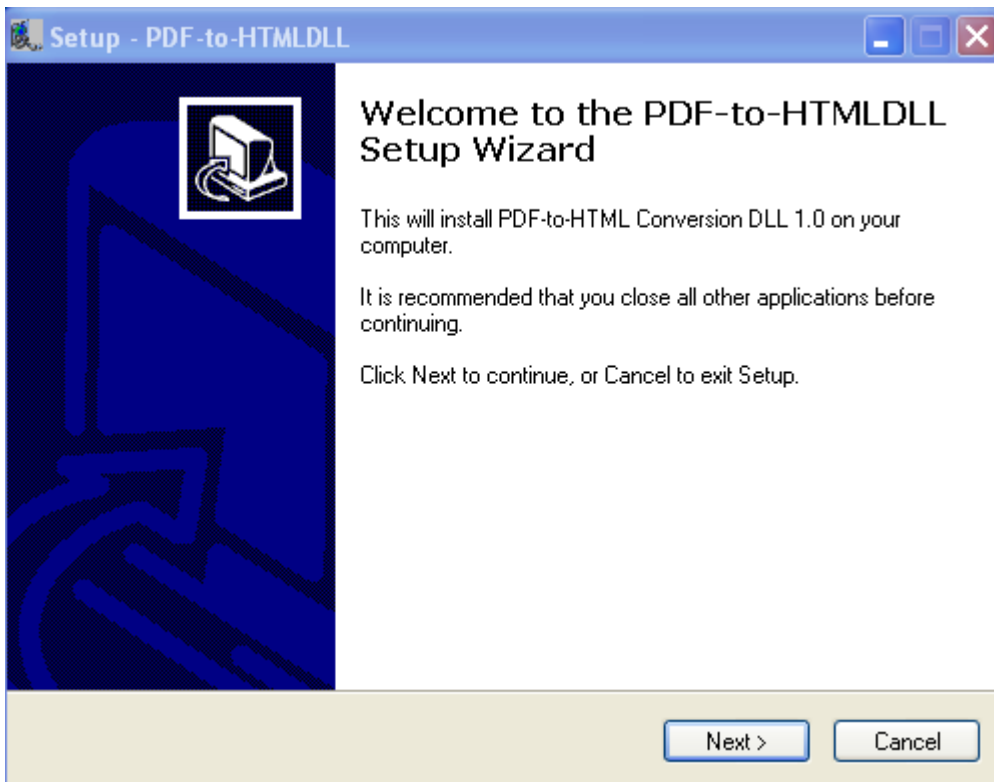 Setup - PDF-to-HTMLDLL
Welcome to the PDF-to-HTMLDLL
Setup Wizard
This will install PDF-to-HTML Conversion DLL 1.0 on your
computer.
It is recommended that you close all other applications before
continuing.
Click Next to continue, or Cancel to exit Setup.
Next >
Cancel